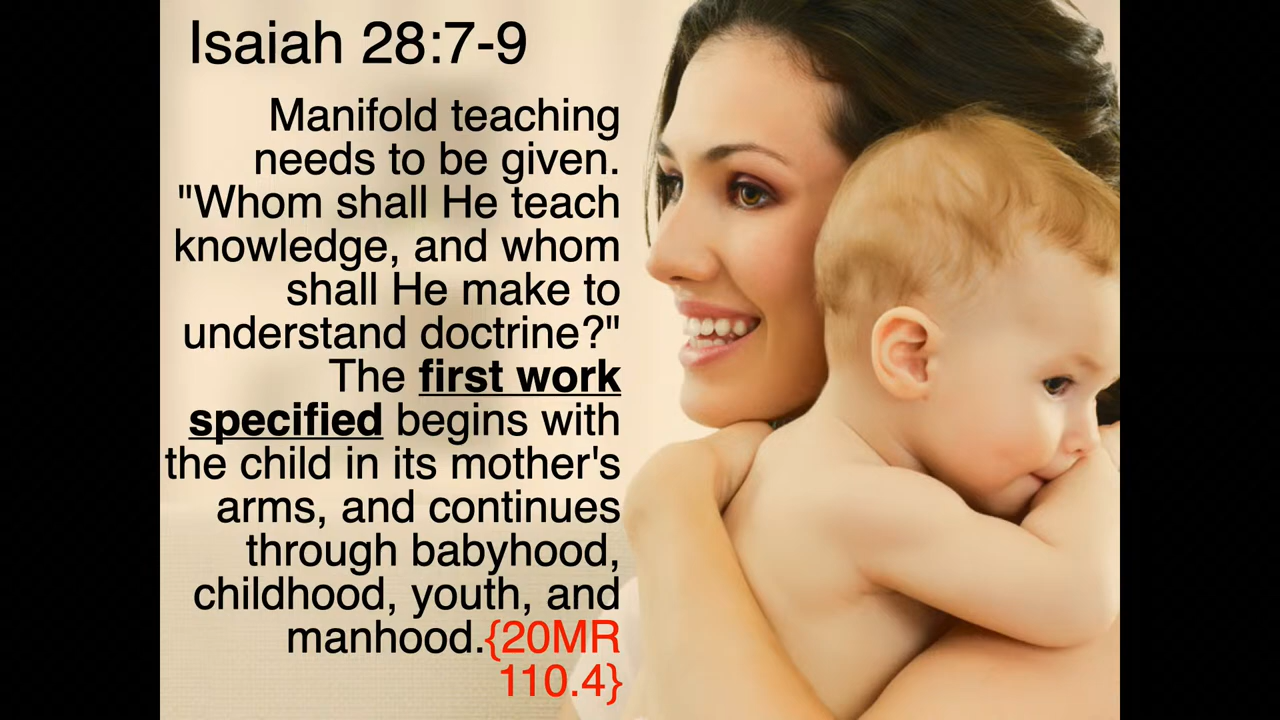 Isaiah 28:7-9
Manifold teaching
needs to be given.
"Whom shall He teach
knowledge, and whom
shall He make to
understand doctrine?"
The first work
specified begins with
the child in its mother's
arms, and continues
through babyhood,
childhood, youth, and
manhood.{20MR
110.4}